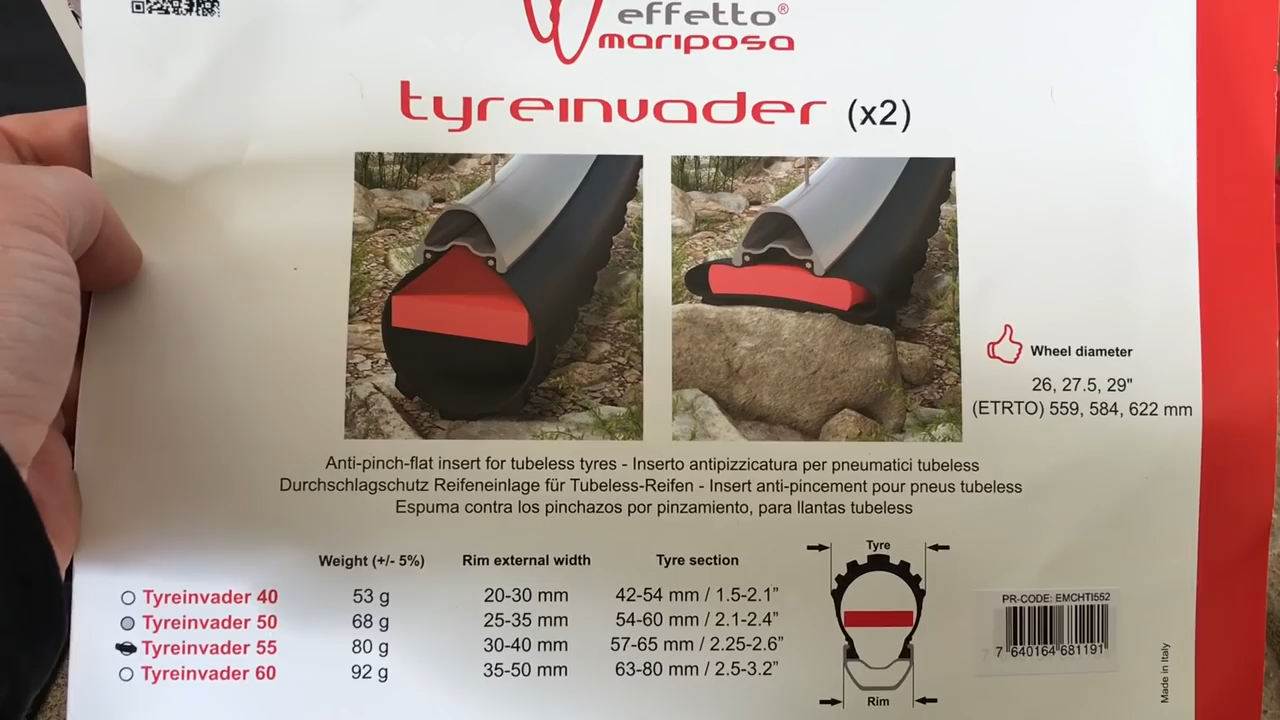 effetto®
mariposa
tyreinvader (x2)
Wheel diameter
26, 27.5, 29"
(ETRTO) 559, 584, 622 mm
Anti-pinch-flat insert for tubeless tyres - Inserto antipizzicatura per pneumatici tubeless
Durchschlagschutz Reifeneinlage für Tubeless-Reifen - Insert anti-pincement pour pneus tubeless
Espuma contra los pinchazos por pinzamiento, para llantas tubeless
Weight (+/- 5%) Rim external width Tyre section
Tyreinvader 40 53 g 20-30 mm 42-54 mm / 1.5-2.1”
Tyreinvader 50 68 g 25-35 mm 54-60 mm / 2.1-2.4”
Tyreinvader 55 80 g 30-40 mm 57-65 mm / 2.25-2.6”
Tyreinvader 60 92 g 35-50 mm 63-80 mm / 2.5-3.2”
Tyre
Rim
PR-CODE: EMCHTI552
7 640164 681191
Made in Italy